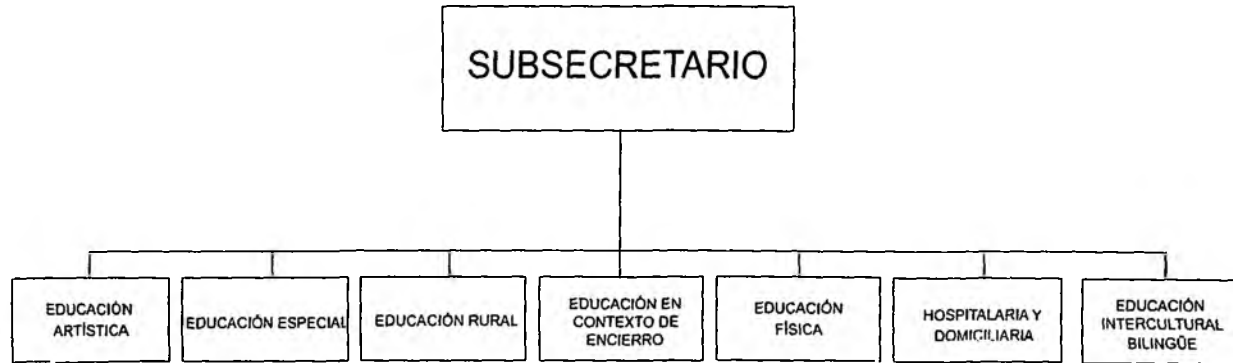 SUBSECRETARIO
EDUCACIÓN
ARTÍSTICA
EDUCACIÓN ESPECIAL
EDUCACIÓN RURAL
EDUCACIÓN EN
CONTEXTO DE
ENCIERRO
EDUCACIÓN
FÍSICA
HOSPITALARIA Y
DOMICILIARIA
EDUCACIÓN
INTERCULTURAL
BILINGÜE